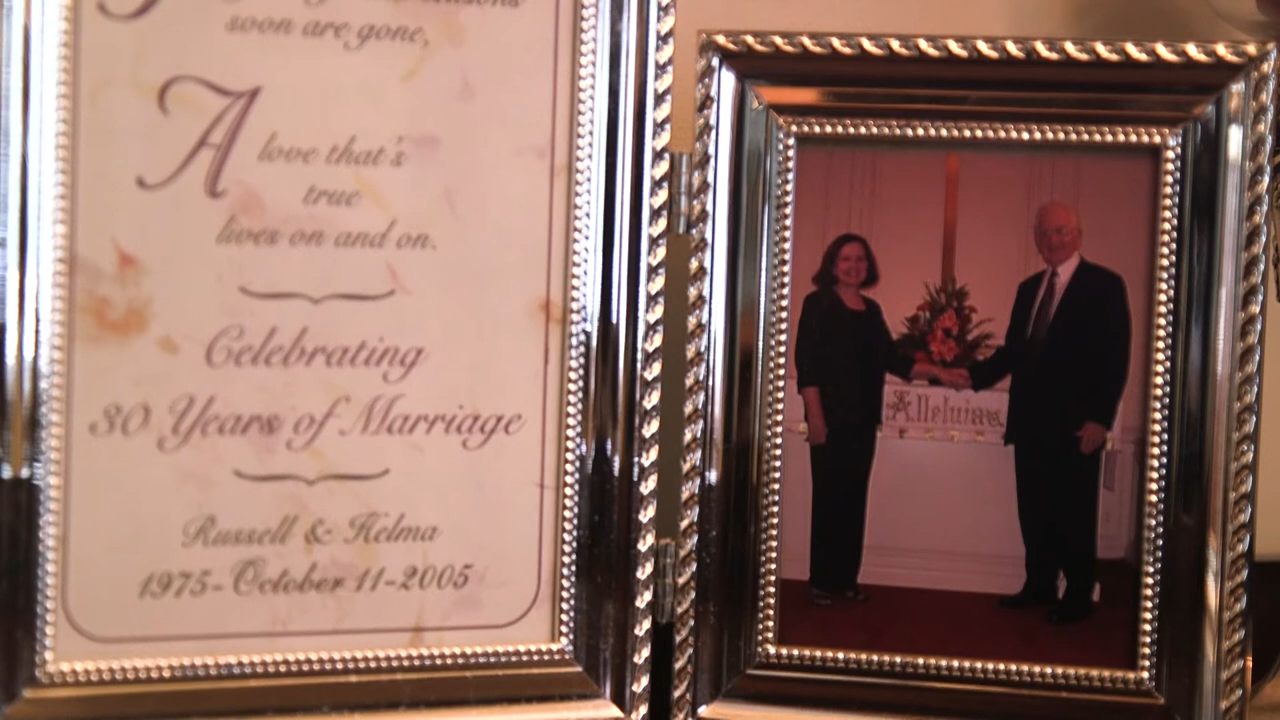 soon are gone,
A love that's
true
lives on and on.
Celebrating
30 Years of Marriage
Russell & Helma
1975-October 11-2005
Alleluia